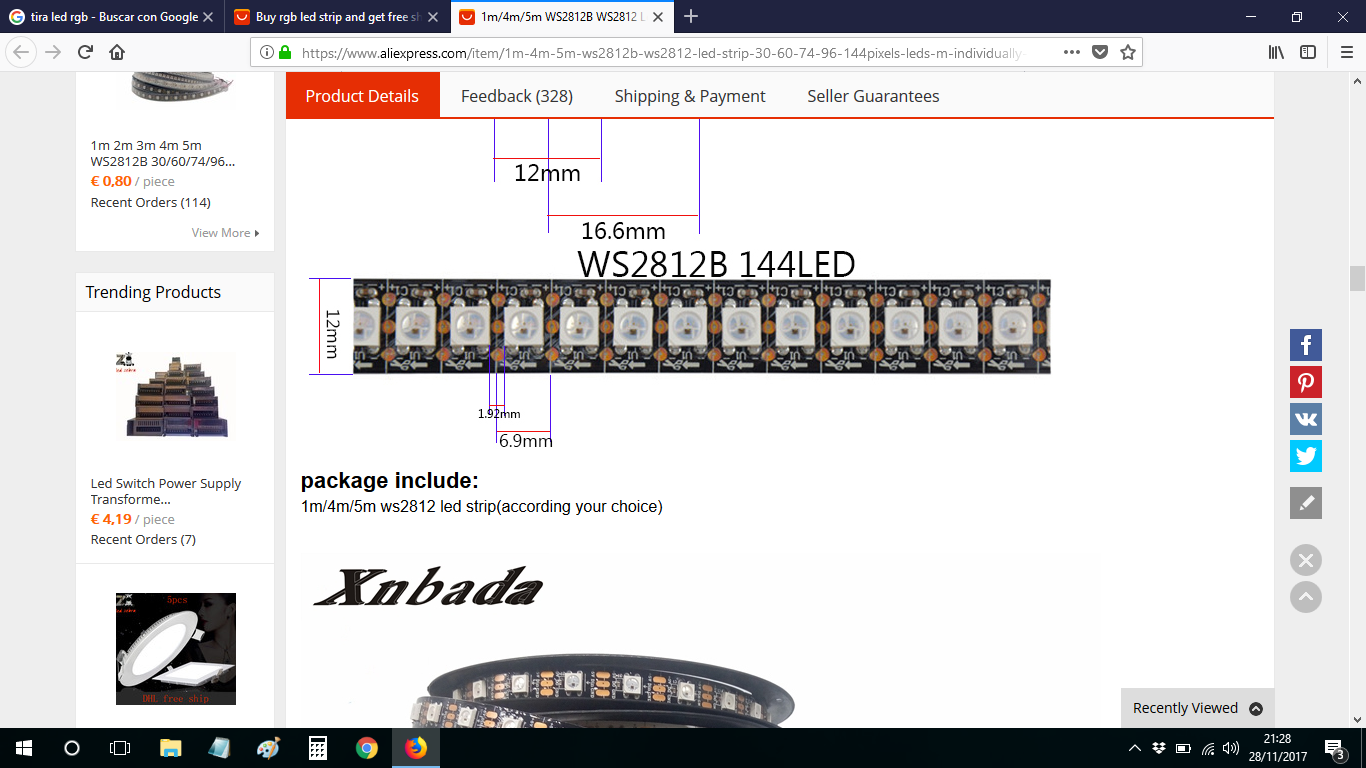 tira led rgb - Buscar con Google
Buy rgb led strip and get free sh
1m/4m/5m WS2812B WS2812 L
https://www.aliexpress.com/item/1m-4m-5m-ws2812b-ws2812-led-strip-30-60-74-96-144pixels-leds-m-individually
Product Details
Feedback (328)
Shipping & Payment
Seller Guarantees
1m 2m 3m 4m 5m
WS2812B 30/60/74/96...
€ 0,80 / piece
Recent Orders (114)
View More
Trending Products
led zebra
Led Switch Power Supply
Transforme...
€ 4,19 / piece
Recent Orders (7)
5pcs
DHL free ship
12mm
16.6mm
WS2812B 144LED
12mm
1.92mm
6.9mm
package include:
1m/4m/5m ws2812 led strip(according your choice)
Xnbada
Recently Viewed
21:28
28/11/2017
3